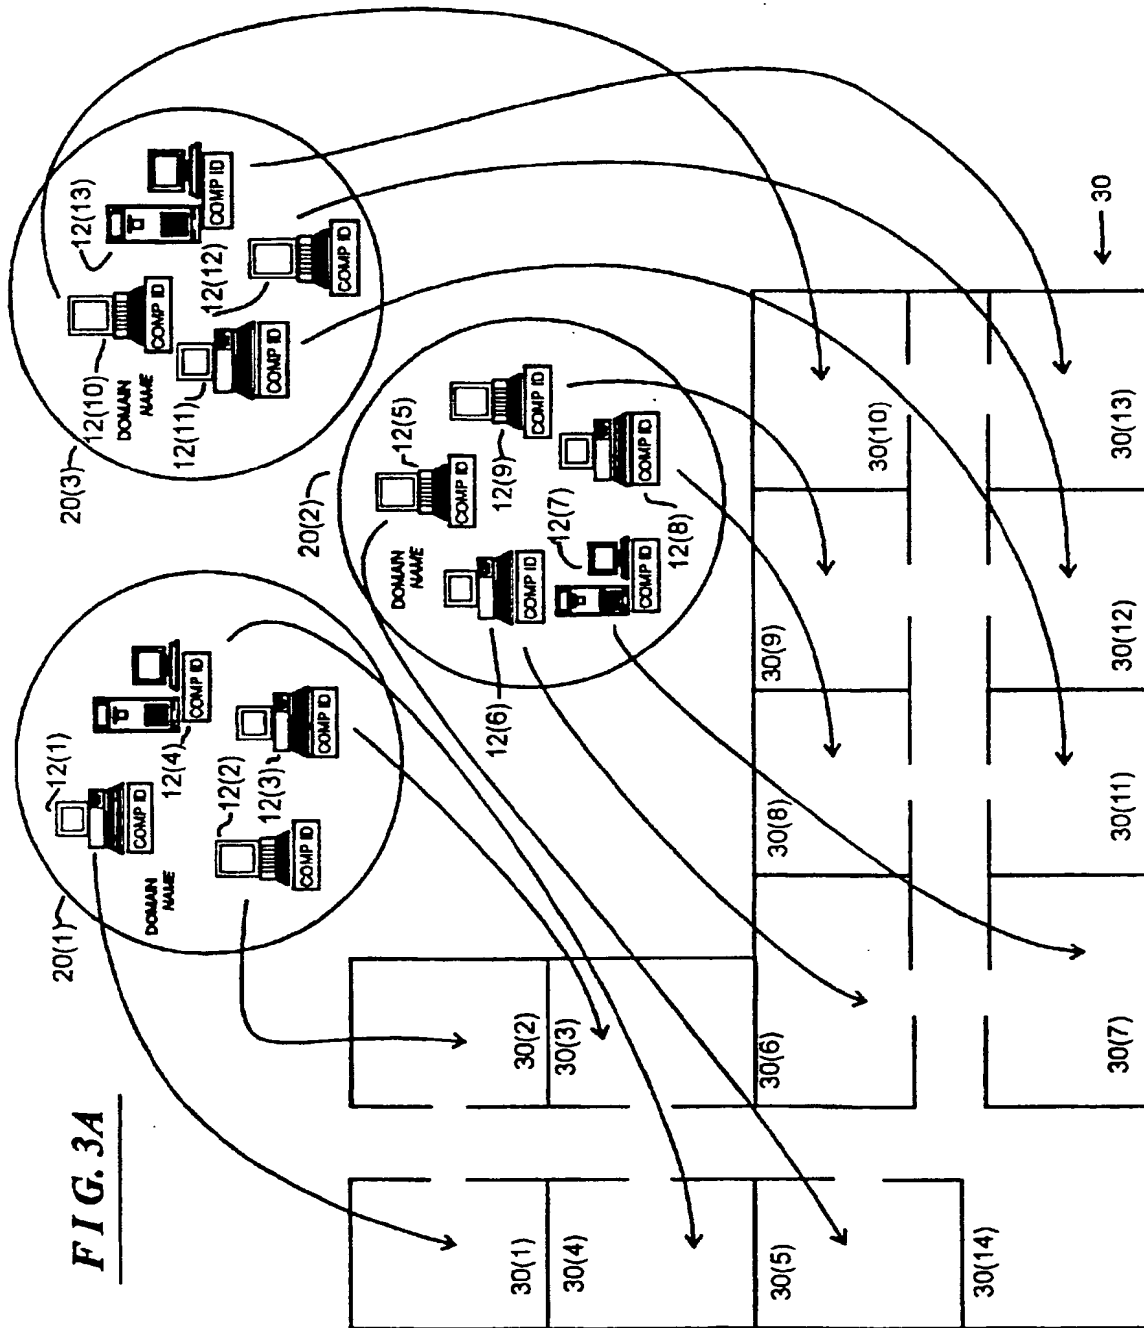 FIG. 3A
20(1)
DOMAIN
NAME
12(1)
COMP ID
12(4)
COMP ID
12(2)
COMP ID
12(3)
COMP ID
20(2)
DOMAIN
NAME
12(5)
COMP ID
12(6)
COMP ID
12(9)
COMP ID
12(7)
COMP ID
12(8)
COMP ID
20(3)
12(10)
DOMAIN
NAME
COMP ID
12(13)
COMP ID
12(11)
COMP ID
12(12)
COMP ID
30(1)
30(2)
30(4)
30(3)
30(5)
30(6)
30(14)
30(7)
30(8)
30(9)
30(10)
30(11)
30(12)
30(13)
30